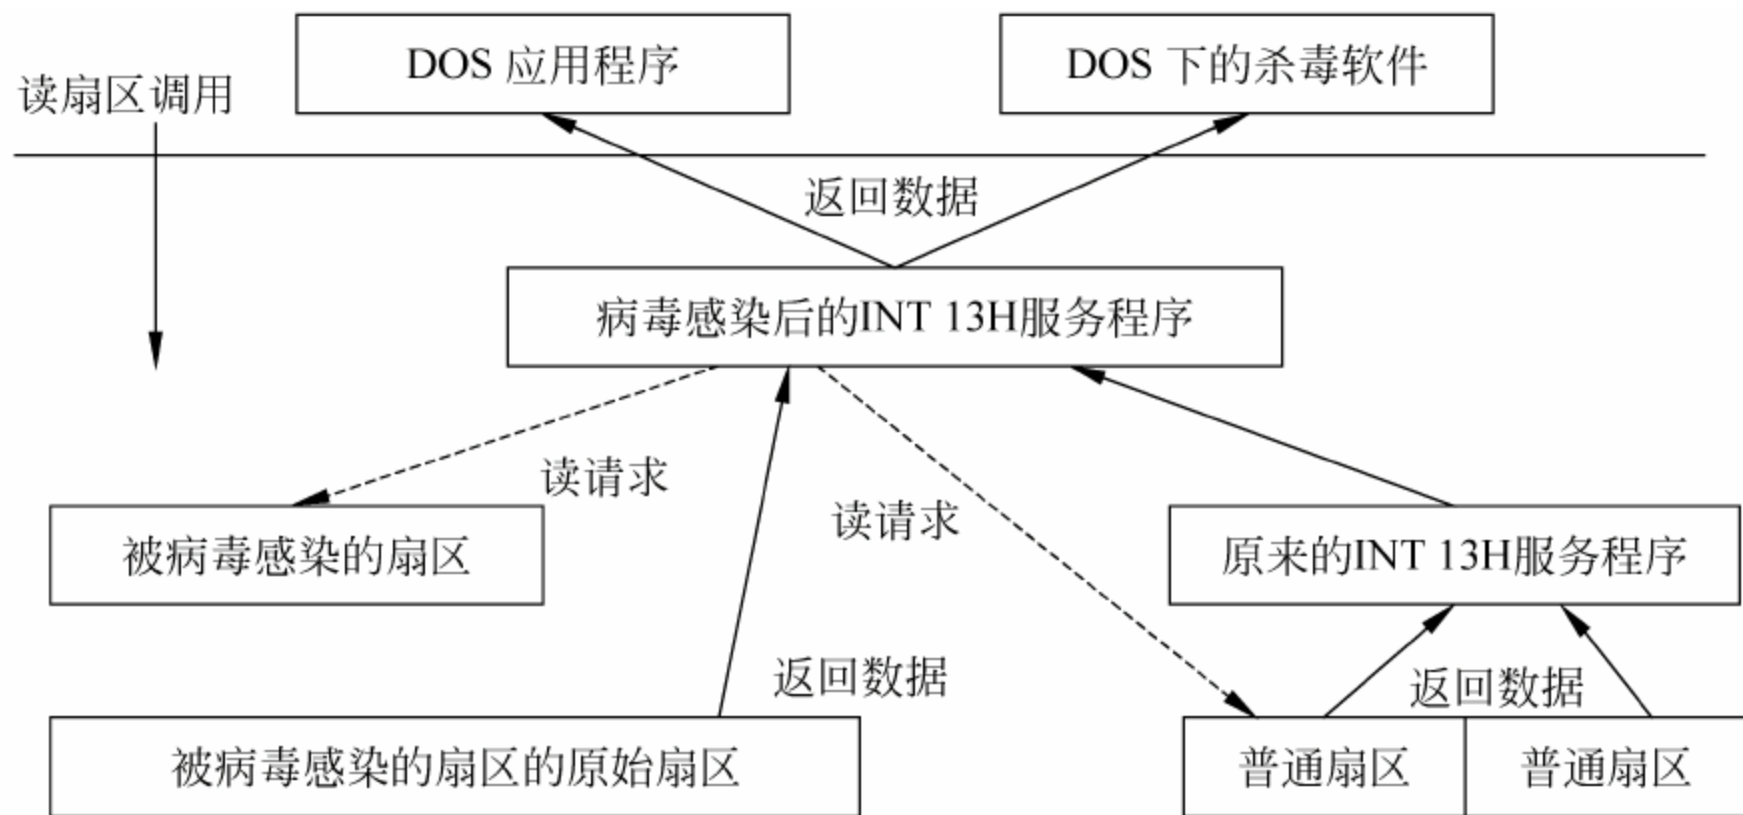 DOS 应用程序
DOS 下的杀毒软件
读扇区调用
返回数据
病毒感染后的INT 13H服务程序
读请求
读请求
被病毒感染的扇区
原来的INT 13H服务程序
返回数据
返回数据
被病毒感染的扇区的原始扇区
普通扇区
普通扇区